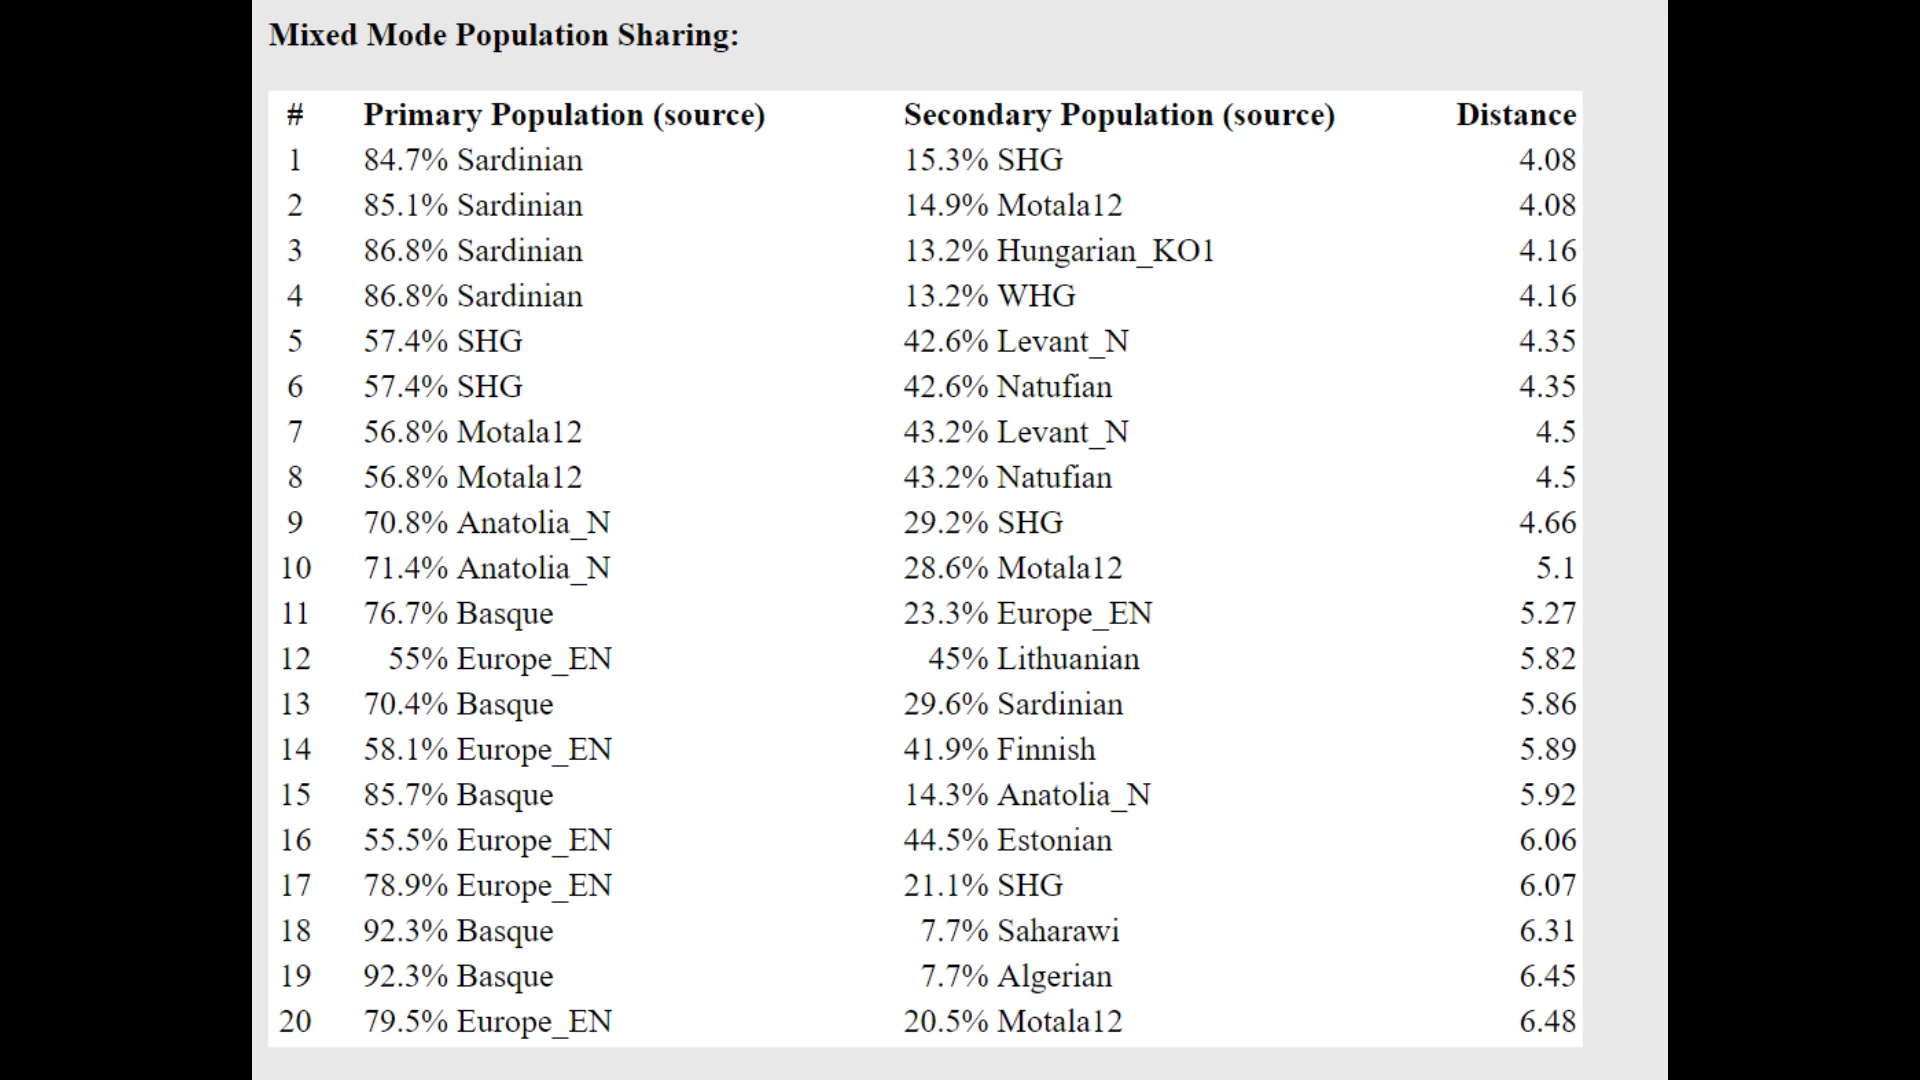 Mixed Mode Population Sharing:
# Primary Population (source) Secondary Population (source) Distance
1 84.7% Sardinian 15.3% SHG 4.08
2 85.1% Sardinian 14.9% Motala12 4.08
3 86.8% Sardinian 13.2% Hungarian_KO1 4.16
4 86.8% Sardinian 13.2% WHG 4.16
5 57.4% SHG 42.6% Levant_N 4.35
6 57.4% SHG 42.6% Natufian 4.35
7 56.8% Motala12 43.2% Levant_N 4.5
8 56.8% Motala12 43.2% Natufian 4.5
9 70.8% Anatolia_N 29.2% SHG 4.66
10 71.4% Anatolia_N 28.6% Motala12 5.1
11 76.7% Basque 23.3% Europe_EN 5.27
12 55% Europe_EN 45% Lithuanian 5.82
13 70.4% Basque 29.6% Sardinian 5.86
14 58.1% Europe_EN 41.9% Finnish 5.89
15 85.7% Basque 14.3% Anatolia_N 5.92
16 55.5% Europe_EN 44.5% Estonian 6.06
17 78.9% Europe_EN 21.1% SHG 6.07
18 92.3% Basque 7.7% Saharawi 6.31
19 92.3% Basque 7.7% Algerian 6.45
20 79.5% Europe_EN 20.5% Motala12 6.48